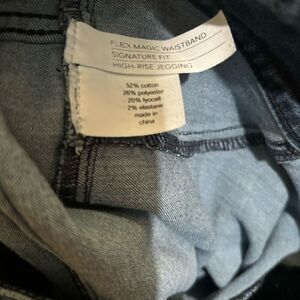 FLEX MAGIC WAISTBAND
SIGNATURE FIT
HIGH-RISE JEGGING
52% cotton
26% polyester
20% lyocell
2% elastane
made in
china